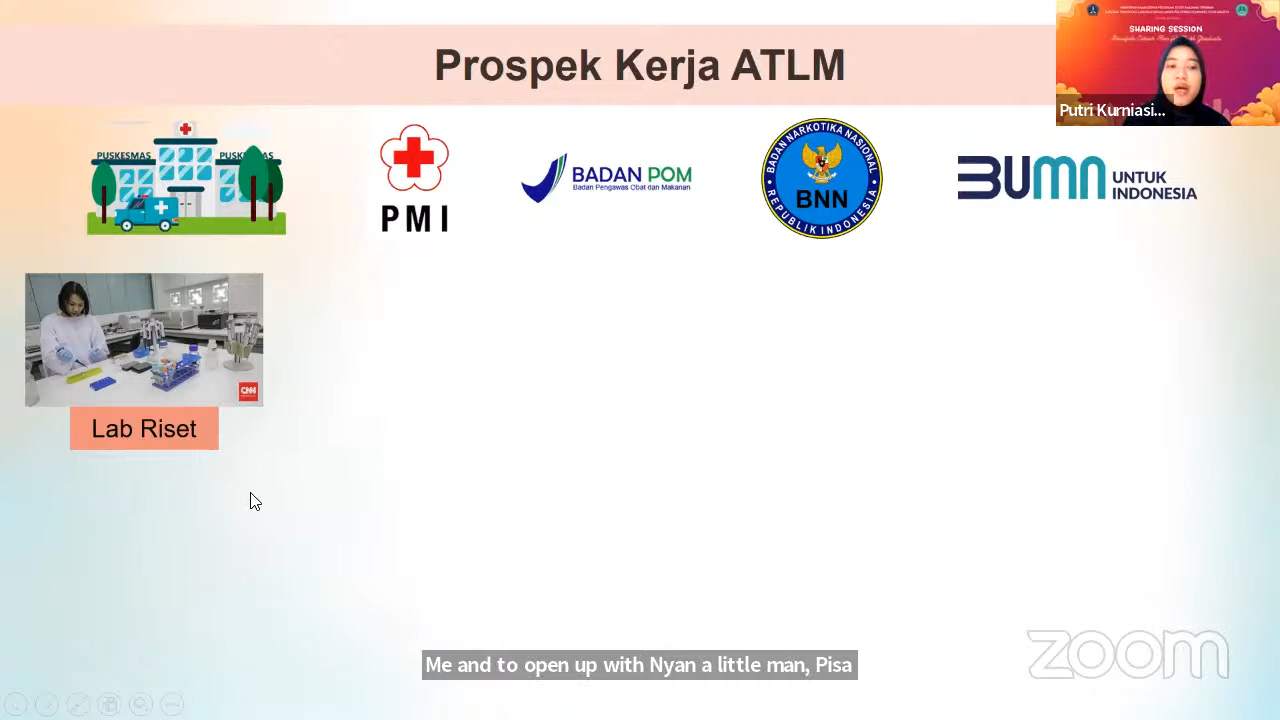 Prospek Kerja ATLM
SHARING SESSION
Putri Kurniasi...
PUSKESMAS
PMI
BADAN POM
Badan Pengawas Obat dan Makanan
BADAN NARKOTIKA NASIONAL
BNN
REPUBLIK INDONESIA
BUMN UNTUK
INDONESIA
CNN
Lab Riset
Me and to open up with Nyan a little man, Pisa
zoom